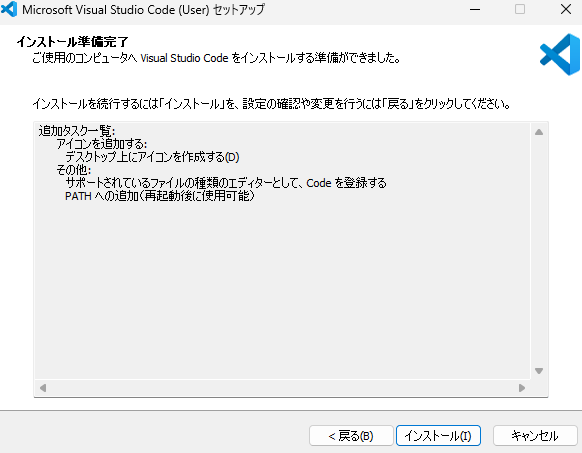 Microsoft Visual Studio Code (User) セットアップ
インストール準備完了
ご使用のコンピュータへ Visual Studio Code をインストールする準備ができました。
インストールを続行するには「インストール」を、設定の確認や変更を行うには「戻る」をクリックしてください。
追加タスク一覧:
アイコンを追加する:
デスクトップ上にアイコンを作成する(D)
その他:
サポートされているファイルの種類のエディターとして、Code を登録する
PATH への追加（再起動後に使用可能）
< 戻る(B)
インストール(I)
キャンセル